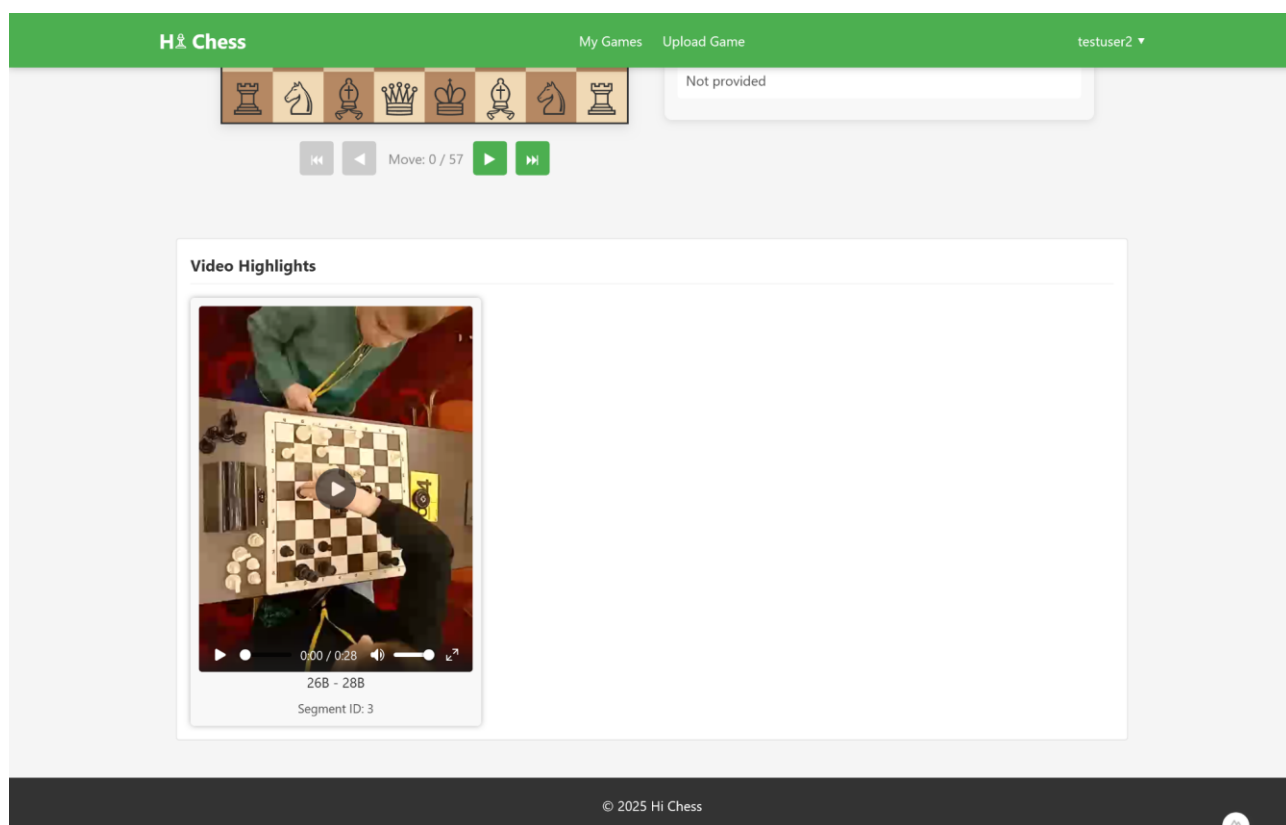 Hi Chess
My Games
Upload Game
testuser2 ▼
Not provided
Move: 0 / 57
Video Highlights
0:00 / 0:28
26B - 28B
Segment ID: 3
© 2025 Hi Chess